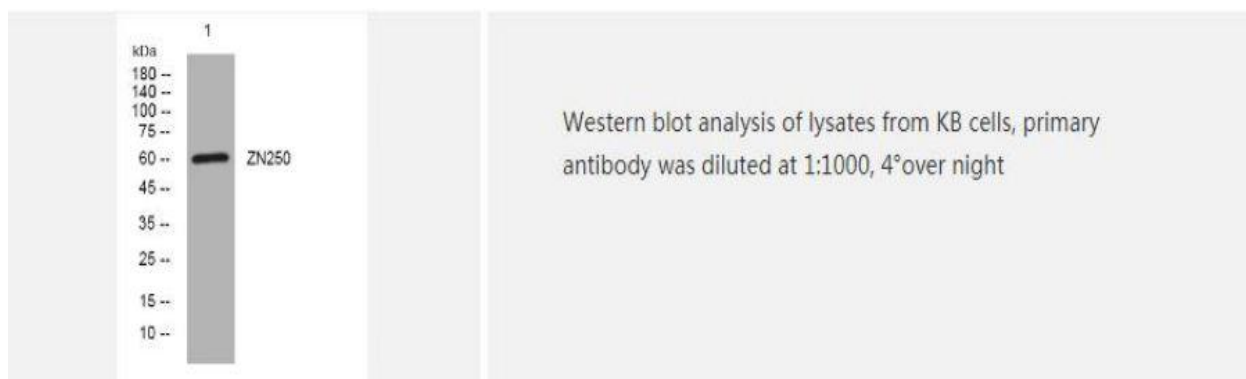 1
kDa
180 --
140 --
100 --
75 --
60 -- ZN250
45 --
35 --
25 --
15 --
10 --
Western blot analysis of lysates from KB cells, primary
antibody was diluted at 1:1000, 4°over night